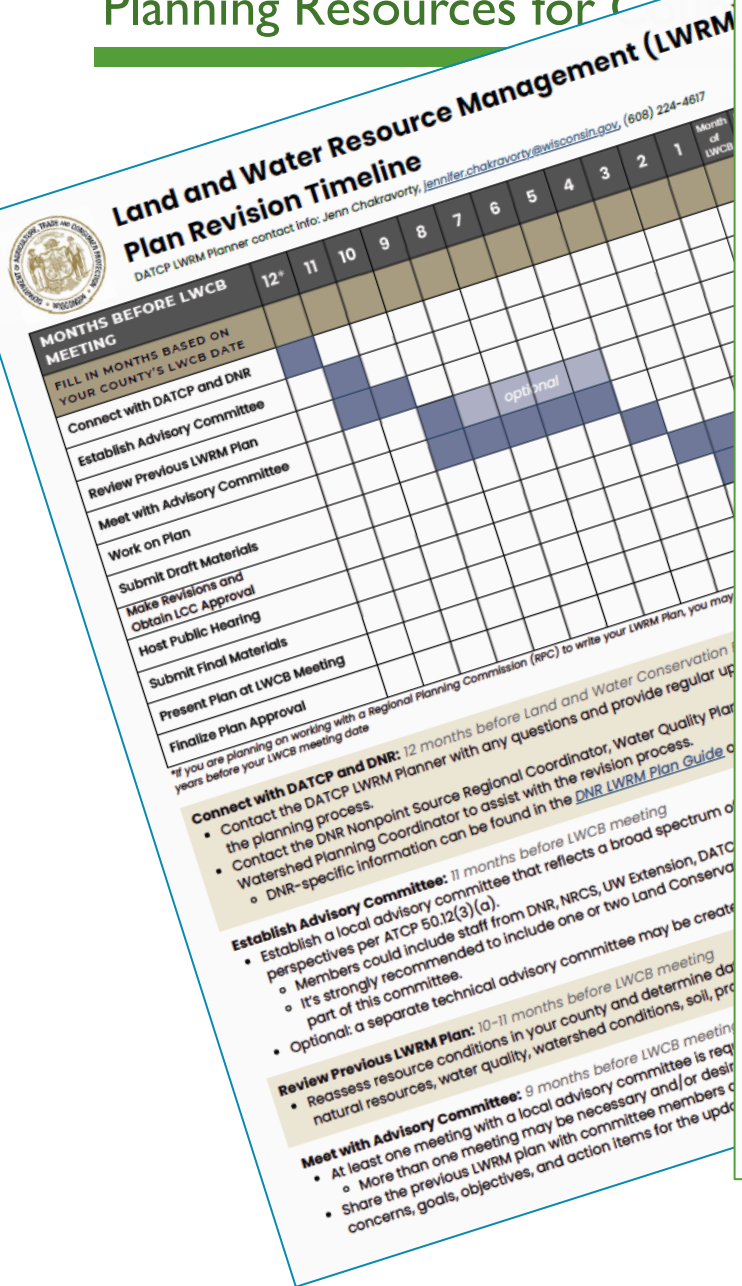 Planning Resources for
Land and Water Resource Management (LWRM
Plan Revision Timeline
DATCP LWRM Planner contact info: Jenn Chakravorty, jennifer.chakravorty@wisconsin.gov, (608) 224-4617
MONTHS BEFORE LWCB MEETING 12* 11 10 9 8 7 6 5 4 3 2 1 Month of LWCB
FILL IN MONTHS BASED ON
YOUR COUNTY'S LWCB DATE
Connect with DATCP and DNR
Establish Advisory Committee
Review Previous LWRM Plan
Meet with Advisory Committee
optional
Work on Plan
Submit Draft Materials
Make Revisions and
Obtain LCC Approval
Host Public Hearing
Submit Final Materials
Present Plan at LWCB Meeting
Finalize Plan Approval
*If you are planning on working with a Regional Planning Commission (RPC) to write your LWRM Plan, you may
years before your LWCB meeting date
Connect with DATCP and DNR: 12 months before Land and Water Conservation
• Contact the DATCP LWRM Planner with any questions and provide regular up
the planning process.
• Contact the DNR Nonpoint Source Regional Coordinator, Water Quality Plan
Watershed Planning Coordinator to assist with the revision process.
○ DNR-specific information can be found in the DNR LWRM Plan Guide
Establish Advisory Committee: 11 months before LWCB meeting
• Establish a local advisory committee that reflects a broad spectrum of
perspectives per ATCP 50.12(3)(a).
○ Members could include staff from DNR, NRCS, UW Extension, DATC
○ It's strongly recommended to include one or two Land Conserva
part of this committee.
• Optional: a separate technical advisory committee may be create
Review Previous LWRM Plan: 10-11 months before LWCB meeting
• Reassess resource conditions in your county and determine da
natural resources, water quality, watershed conditions, soil, pro
Meet with Advisory Committee: 9 months before LWCB meeting
• At least one meeting with a local advisory committee is req
○ More than one meeting may be necessary and/or desir
• Share the previous LWRM plan with committee members
concerns, goals, objectives, and action items for the upda